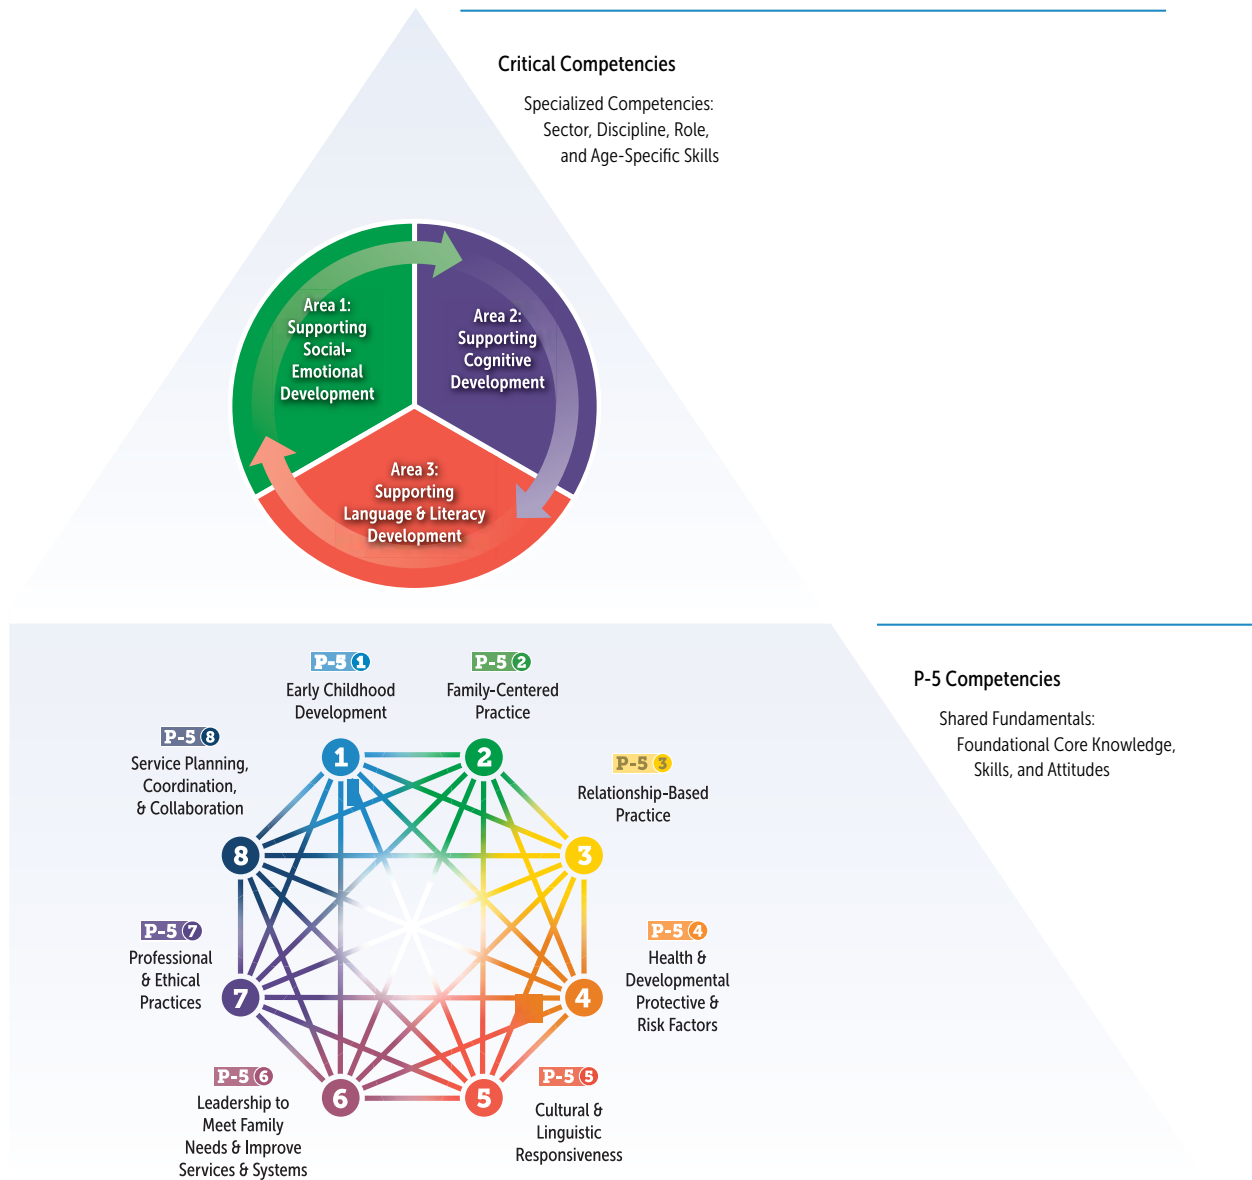 Critical Competencies
Specialized Competencies:
Sector, Discipline, Role,
and Age-Specific Skills
Area 1:
Supporting
Social-
Emotional
Development
Area 2:
Supporting
Cognitive
Development
Area 3:
Supporting
Language & Literacy
Development
P-5 Competencies
Shared Fundamentals:
Foundational Core Knowledge,
Skills, and Attitudes
P-5 1
Early Childhood
Development
P-5 2
Family-Centered
Practice
P-5 3
Relationship-Based
Practice
P-5 4
Health &
Developmental
Protective &
Risk Factors
P-5 5
Cultural &
Linguistic
Responsiveness
P-5 6
Leadership to
Meet Family
Needs & Improve
Services & Systems
P-5 7
Professional
& Ethical
Practices
P-5 8
Service Planning,
Coordination,
& Collaboration
1
2
3
4
5
6
7
8